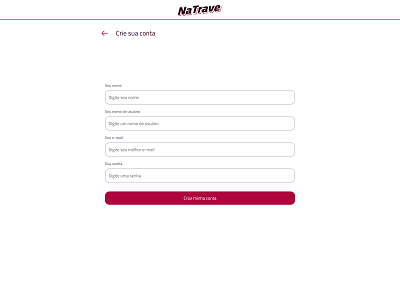 NaTrave
Crie sua conta
Seu nome
Digite seu nome
Seu nome de usuário
Digite um nome de usuário
Seu e-mail
Digite seu melhor e-mail
Sua senha
Digite uma senha
Criar minha conta